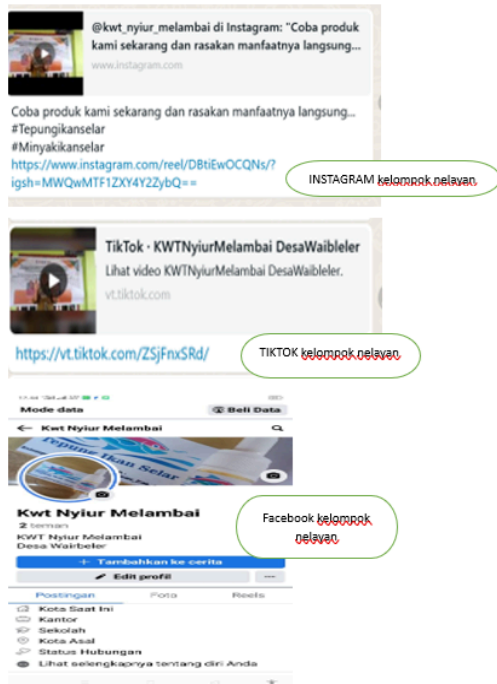 @kwt_nyiur_melambai di Instagram: "Coba produk
kami sekarang dan rasakan manfaatnya langsung...
www.instagram.com
Coba produk kami sekarang dan rasakan manfaatnya langsung...
#Tepungikanselar
#Minyakikanselar
https://www.instagram.com/reel/DBtiEwOCQNs/?
igsh=MWQwMTF1ZXY4Y2ZybQ==
INSTAGRAM kelompok nelayan
TikTok · KWTNyiurMelambai DesaWaibleler
Lihat video KWTNyiurMelambai DesaWaibleler.
vt.tiktok.com
https://vt.tiktok.com/ZSjFnxSRd/
TIKTOK kelompok nelayan
Mode data
Beli Data
Kwt Nyiur Melambai
Tepung Ikan Selar
Kwt Nyiur Melambai
2 teman
KWT Nyiur Melambai
Desa Wairbeler
Facebook kelompok
nelayan
+ Tambahkan ke cerita
Edit profil
Postingan Foto Reels
Kota Saat Ini
Kantor
Sekolah
Kota Asal
Status Hubungan
Lihat selengkapnya tentang diri Anda